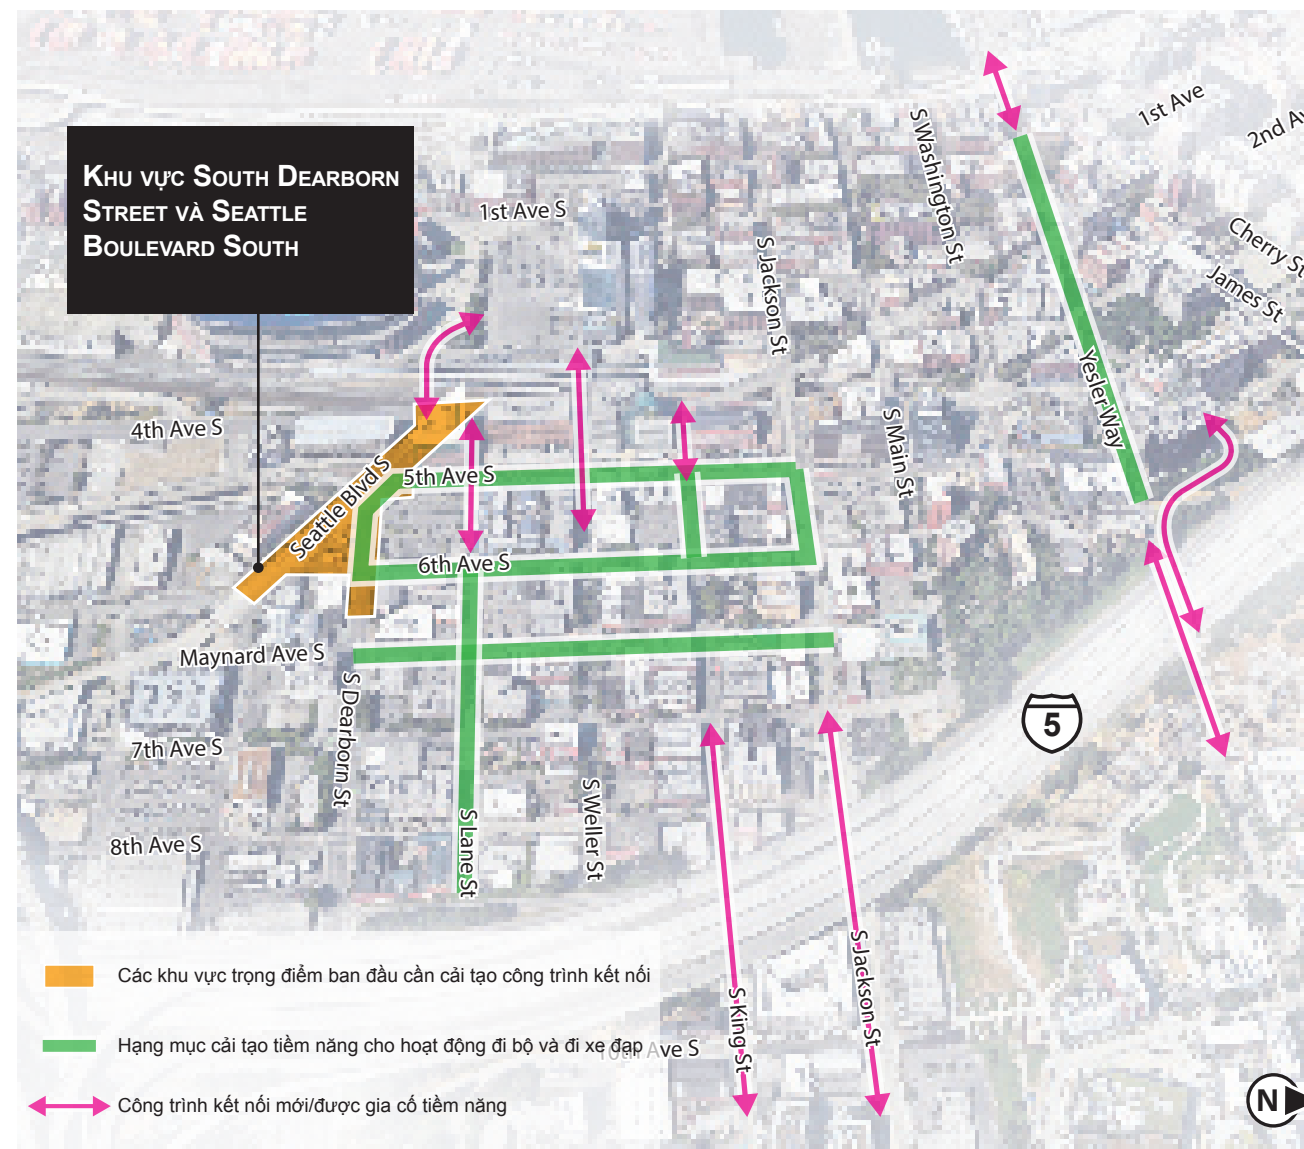 1st Ave
2nd Av
S Washington St
KHU VỰC SOUTH DEARBORN
STREET VÀ SEATTLE
BOULEVARD SOUTH
1st Ave S
Cherry St
S Jackson St
James St
Yesler Way
4th Ave S
S Main St
5th Ave S
Seattle Blvd S
6th Ave S
Maynard Ave S
S Dearborn St
5
7th Ave S
S Weller St
S Lane St
8th Ave S
Các khu vực trọng điểm ban đầu cần cải tạo công trình kết nối
S Jackson St
S King St
Hạng mục cải tạo tiềm năng cho hoạt động đi bộ và đi xe đạp
10th Ave S
Công trình kết nối mới/được gia cố tiềm năng
N